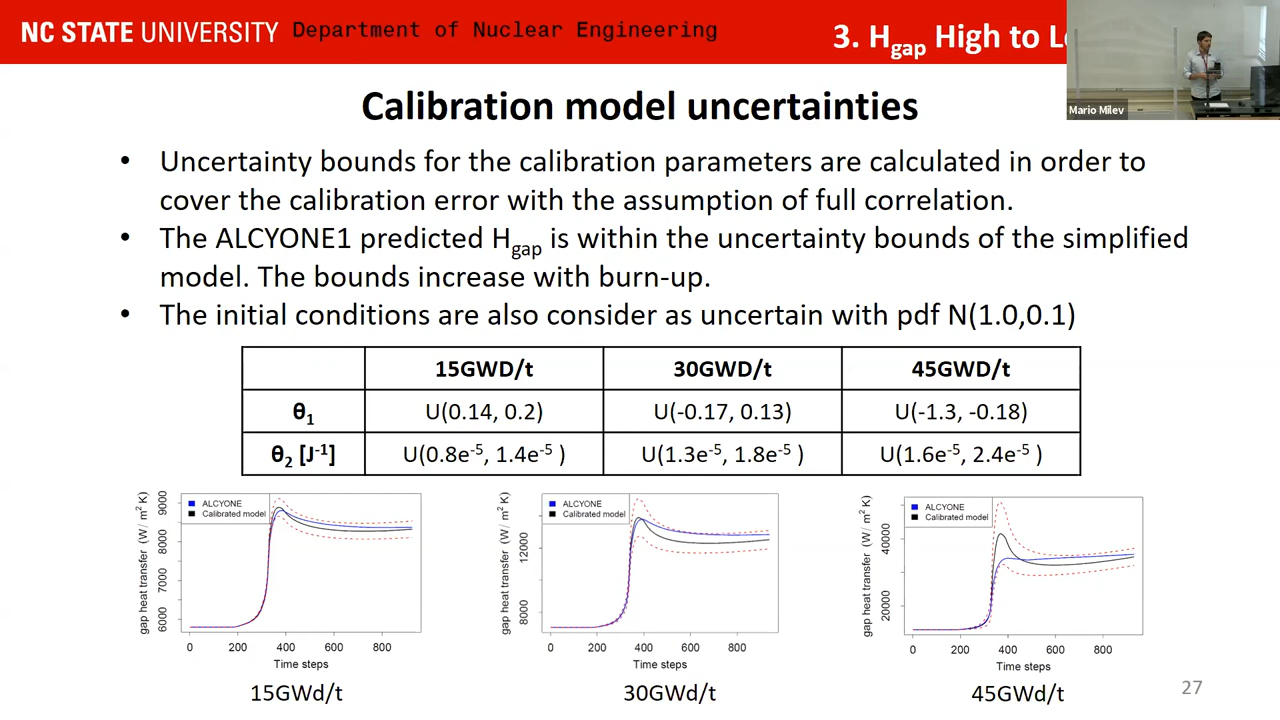 NC STATE UNIVERSITY Department of Nuclear Engineering
3. Hgap High to L
Mario Milev
Calibration model uncertainties
• Uncertainty bounds for the calibration parameters are calculated in order to
cover the calibration error with the assumption of full correlation.
• The ALCYONE1 predicted Hgap is within the uncertainty bounds of the simplified
model. The bounds increase with burn-up.
• The initial conditions are also consider as uncertain with pdf N(1.0,0.1)
15GWD/t 30GWD/t 45GWD/t
θ1 U(0.14, 0.2) U(-0.17, 0.13) U(-1.3, -0.18)
θ2 [J-1] U(0.8e-5, 1.4e-5 ) U(1.3e-5, 1.8e-5 ) U(1.6e-5, 2.4e-5 )
gap heat transfer (W/ m2 K)
6000 7000 8000 9000
ALCYONE
Calibrated model
0 200 400 600 800
Time steps
15GWd/t
gap heat transfer (W/ m2 K)
8000 12000
ALCYONE
Calibrated model
0 200 400 600 800
Time steps
30GWd/t
gap heat transfer (W/ m2 K)
20000 40000
ALCYONE
Calibrated model
0 200 400 600 800
Time steps
45GWd/t
27